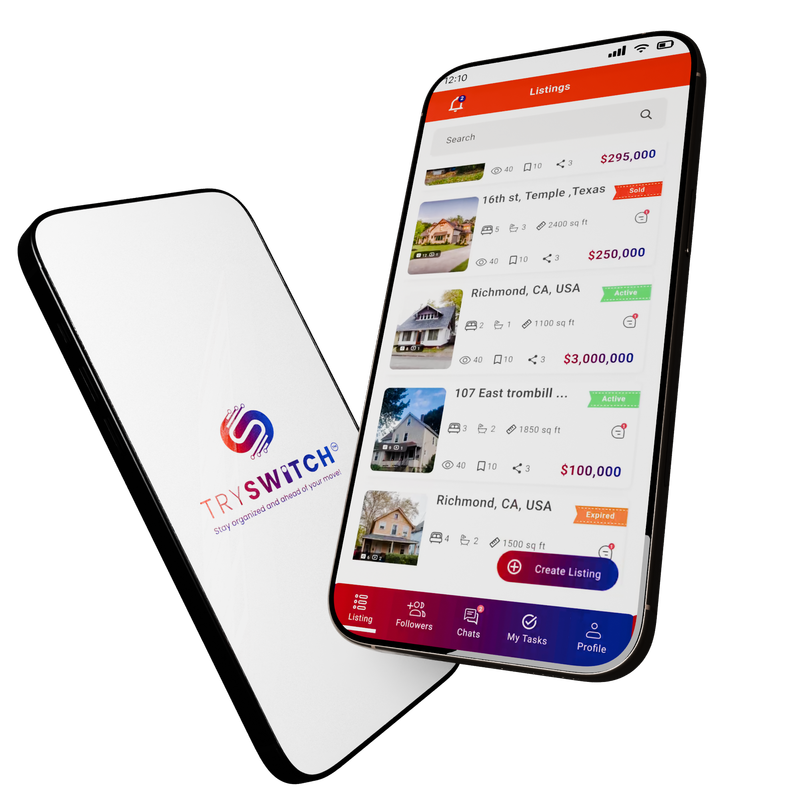 12:10
2
Listings
Search
40 10 3 $295,000
16th st, Temple ,Texas Sold
5 3 2400 sq ft
40 10 3 $250,000
Richmond, CA, USA Active
2 1 1100 sq ft
40 10 3 $3,000,000
107 East trombill ... Active
3 2 1850 sq ft
40 10 3 $100,000
Richmond, CA, USA Expired
4 2 1500 sq ft
Create Listing
Listing Followers Chats My Tasks Profile
TRYSWITCH
Stay organized and ahead of your move!